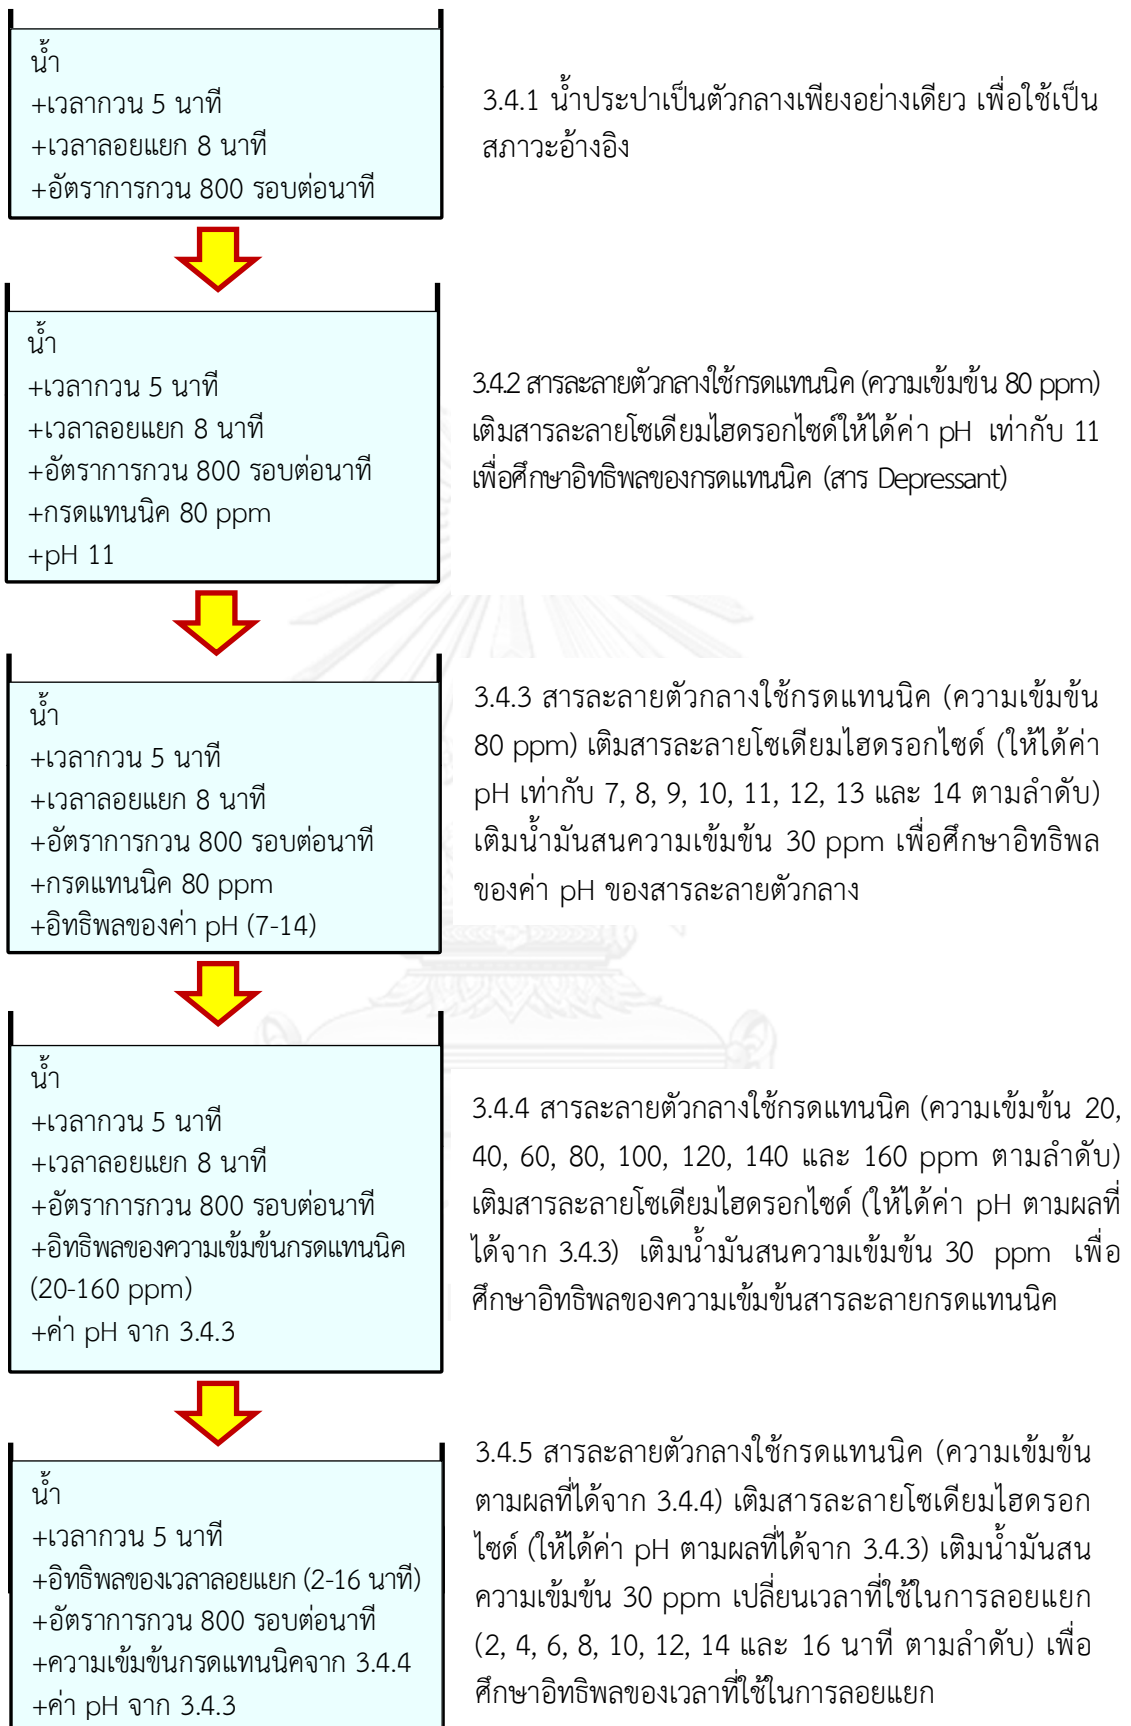 น้ำ
+เวลากวน 5 นาที
+เวลาลอยแยก 8 นาที
+อัตราการกวน 800 รอบต่อนาที
3.4.1 น้ำประปาเป็นตัวกลางเพียงอย่างเดียว เพื่อใช้เป็น
สภาวะอ้างอิง
น้ำ
+เวลากวน 5 นาที
+เวลาลอยแยก 8 นาที
+อัตราการกวน 800 รอบต่อนาที
+กรดแทนนิค 80 ppm
+pH 11
3.4.2 สารละลายตัวกลางใช้กรดแทนนิค (ความเข้มข้น 80 ppm)
เติมสารละลายโซเดียมไฮดรอกไซด์ให้ได้ค่า pH เท่ากับ 11
เพื่อศึกษาอิทธิพลของกรดแทนนิค (สาร Depressant)
น้ำ
+เวลากวน 5 นาที
+เวลาลอยแยก 8 นาที
+อัตราการกวน 800 รอบต่อนาที
+กรดแทนนิค 80 ppm
+อิทธิพลของค่า pH (7-14)
3.4.3 สารละลายตัวกลางใช้กรดแทนนิค (ความเข้มข้น
80 ppm) เติมสารละลายโซเดียมไฮดรอกไซด์ (ให้ได้ค่า
pH เท่ากับ 7, 8, 9, 10, 11, 12, 13 และ 14 ตามลำดับ)
เติมน้ำมันสนความเข้มข้น 30 ppm เพื่อศึกษาอิทธิพล
ของค่า pH ของสารละลายตัวกลาง
น้ำ
+เวลากวน 5 นาที
+เวลาลอยแยก 8 นาที
+อัตราการกวน 800 รอบต่อนาที
+อิทธิพลของความเข้มข้นกรดแทนนิค
(20-160 ppm)
+ค่า pH จาก 3.4.3
3.4.4 สารละลายตัวกลางใช้กรดแทนนิค (ความเข้มข้น 20,
40, 60, 80, 100, 120, 140 และ 160 ppm ตามลำดับ)
เติมสารละลายโซเดียมไฮดรอกไซด์ (ให้ได้ค่า pH ตามผลที่
ได้จาก 3.4.3) เติมน้ำมันสนความเข้มข้น 30 ppm เพื่อ
ศึกษาอิทธิพลของความเข้มข้นสารละลายกรดแทนนิค
น้ำ
+เวลากวน 5 นาที
+อิทธิพลของเวลาลอยแยก (2-16 นาที)
+อัตราการกวน 800 รอบต่อนาที
+ความเข้มข้นกรดแทนนิคจาก 3.4.4
+ค่า pH จาก 3.4.3
3.4.5 สารละลายตัวกลางใช้กรดแทนนิค (ความเข้มข้น
ตามผลที่ได้จาก 3.4.4) เติมสารละลายโซเดียมไฮดรอก
ไซด์ (ให้ได้ค่า pH ตามผลที่ได้จาก 3.4.3) เติมน้ำมันสน
ความเข้มข้น 30 ppm เปลี่ยนเวลาที่ใช้ในการลอยแยก
(2, 4, 6, 8, 10, 12, 14 และ 16 นาที ตามลำดับ) เพื่อ
ศึกษาอิทธิพลของเวลาที่ใช้ในการลอยแยก